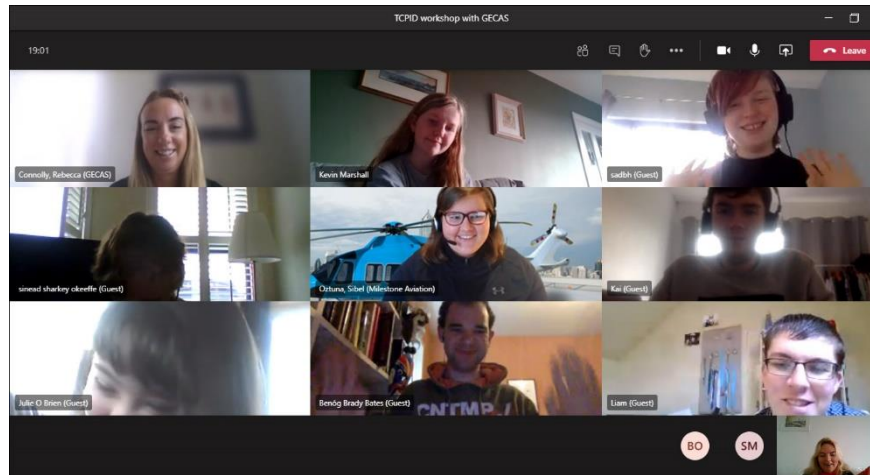 TCPID workshop with GECAS
19:01
Leave
Connolly, Rebecca (GECAS)
Kevin Marshall
sadbh (Guest)
sinead sharkey okeeffe (Guest)
Oztuna, Sibel (Milestone Aviation)
Kai (Guest)
Julie O Brien (Guest)
Benóg Brady Bates (Guest)
CNTMP
Liam (Guest)
BO
SM